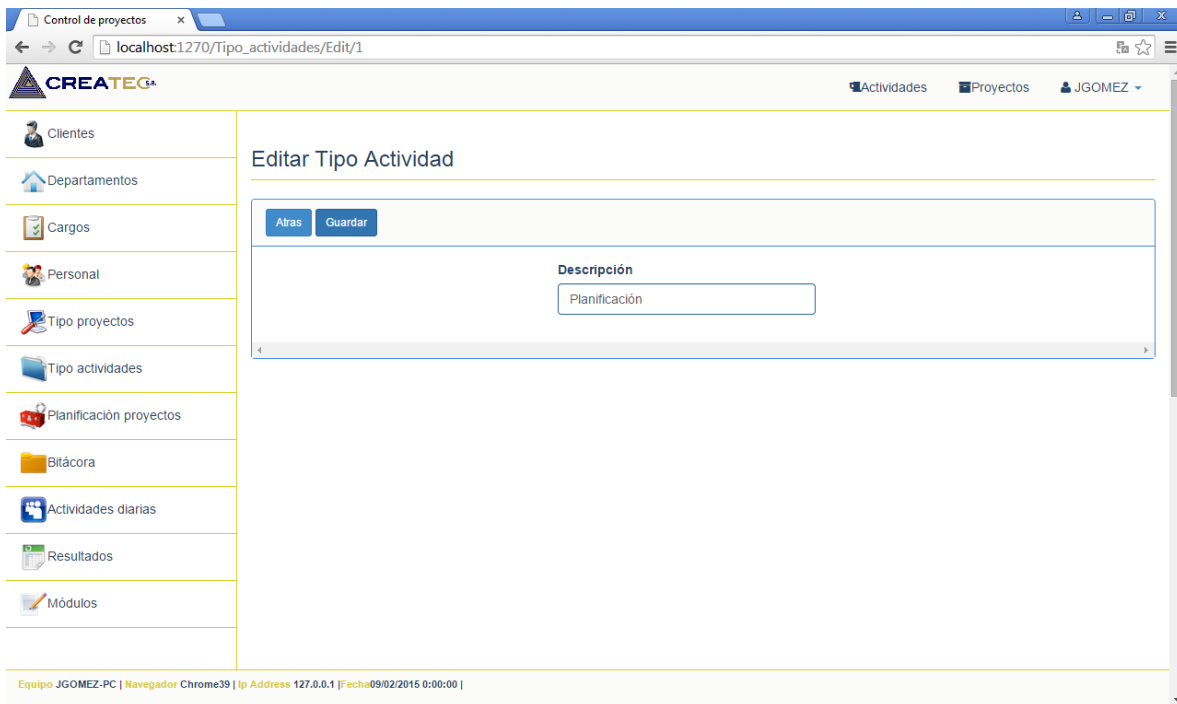 Control de proyectos
localhost:1270/Tipo_actividades/Edit/1
CREATEC S.A.
Actividades
Proyectos
JGOMEZ
Clientes
Departamentos
Cargos
Personal
Tipo proyectos
Tipo actividades
Planificaciòn proyectos
Bitácora
Actividades diarias
Resultados
Módulos
Editar Tipo Actividad
Atras
Guardar
Descripción
Planificación
Equipo JGOMEZ-PC | Navegador Chrome39 | Ip Address 127.0.0.1 |Fecha09/02/2015 0:00:00 |